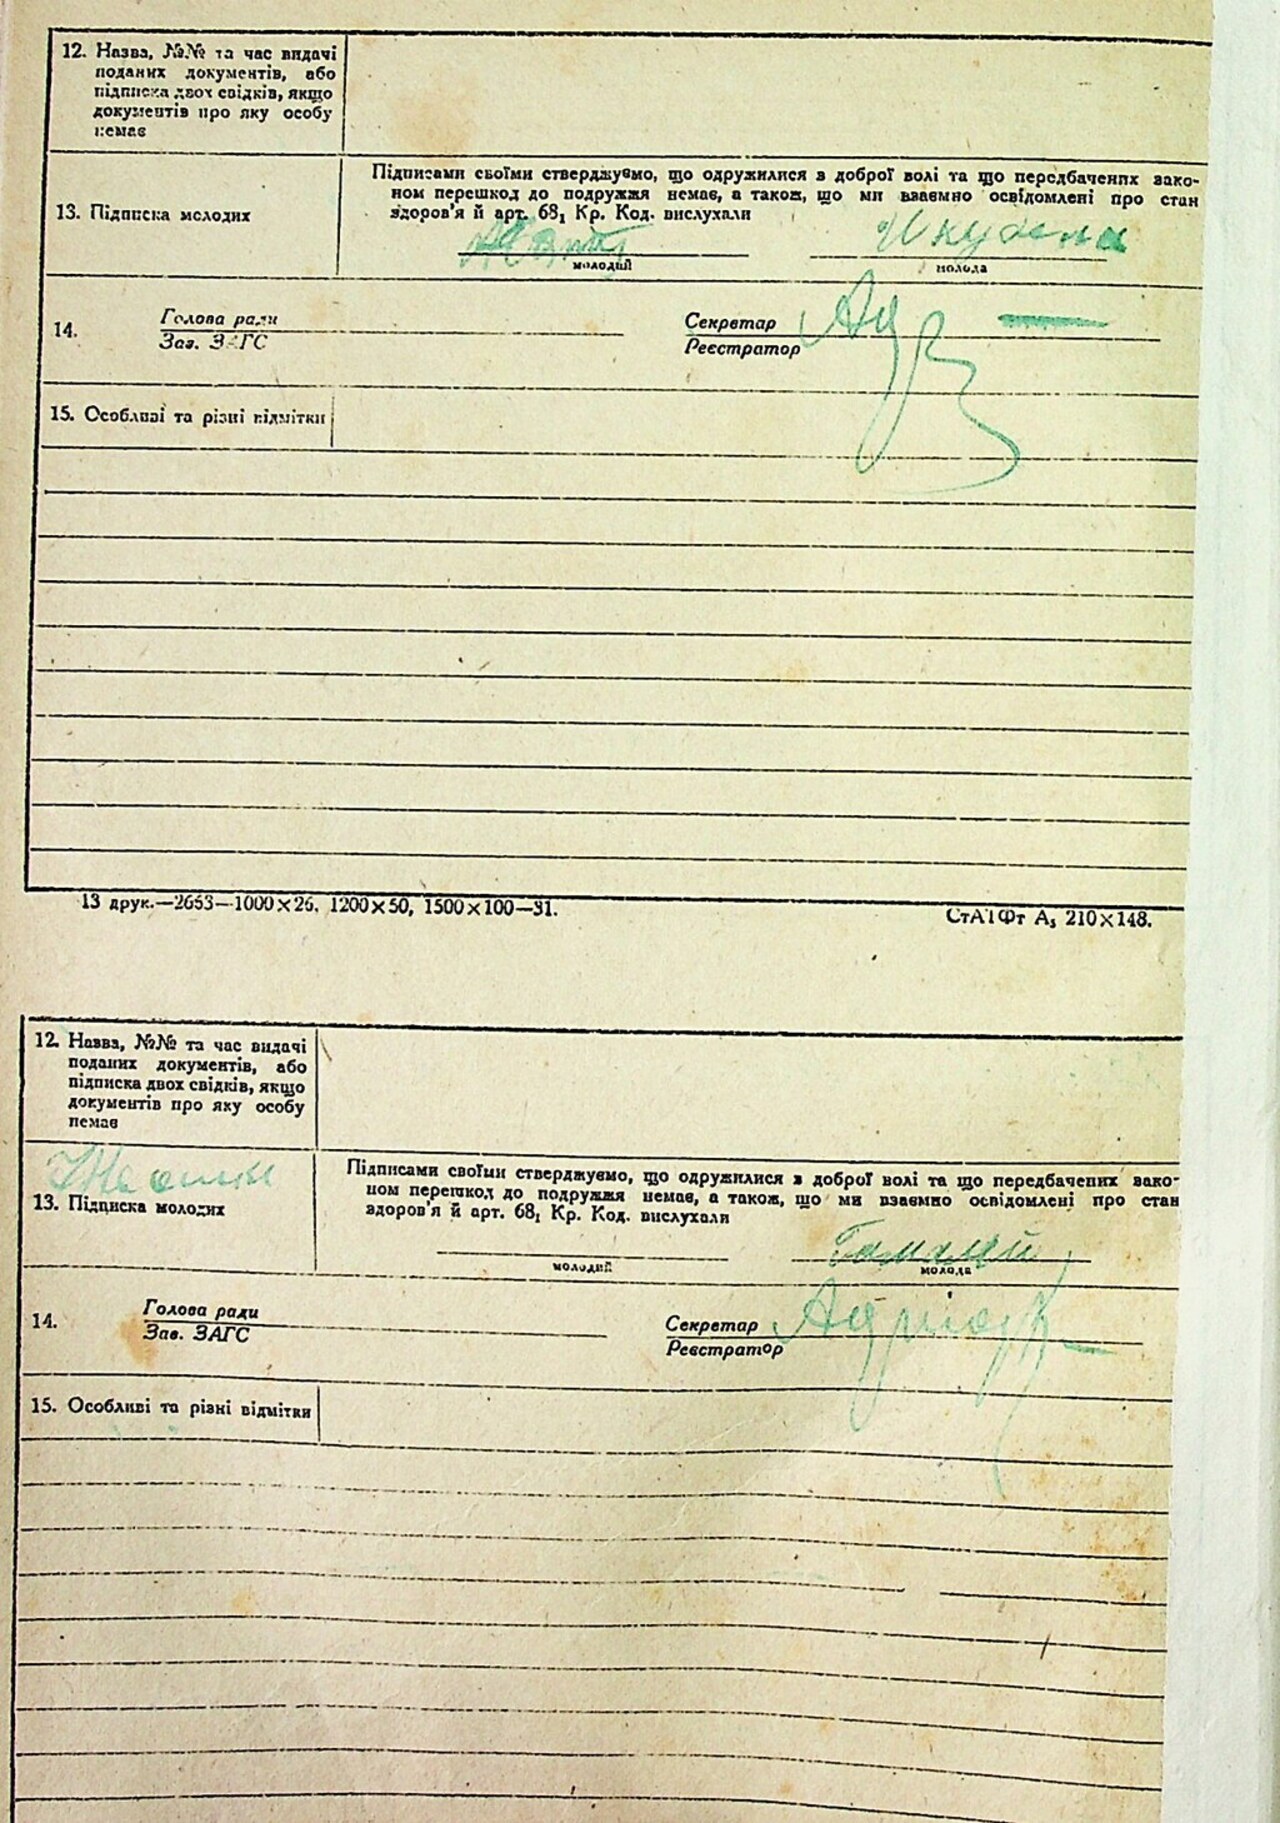 12. Назва, №№ та час видачі
поданих документів, або
підписка двох свідків, якщо
документів про яку особу
немає
13. Підписка молодих
Підписами своїми стверджуємо, що одружилися з доброї волі та що передбачених зако-
ном перешкод до подружжя немає, а також, що ми взаємно освідомлені про стан
здоров'я й арт. 68₁ Кр. Код. вислухали
молодий
молода
14.
Голова ради
Зав. ЗАГС
Секретар
Реєстратор
15. Особливі та різні відмітки
13 друк.—2653—1000×26, 1200×50, 1500×100—31.
СтАТФт А₅ 210×148.
12. Назва, №№ та час видачі
поданих документів, або
підписка двох свідків, якщо
документів про яку особу
немає
13. Підписка молодих
Підписами своїми стверджуємо, що одружилися з доброї волі та що передбачених зако-
ном перешкод до подружжя немає, а також, що ми взаємно освідомлені про стан
здоров'я й арт. 68₁ Кр. Код. вислухали
Гамалій
молодий
молода
14.
Голова ради
Зав. ЗАГС
Секретар
Реєстратор
15. Особливі та різні відмітки